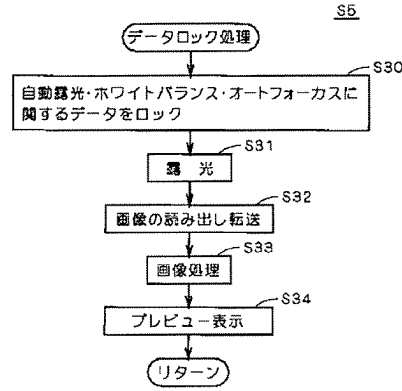 S5
データロック処理
S30
自動露光・ホワイトバランス・オートフォーカスに
関するデータをロック
S31
露 光
S32
画像の読み出し転送
S33
画像処理
S34
プレビュー表示
リターン